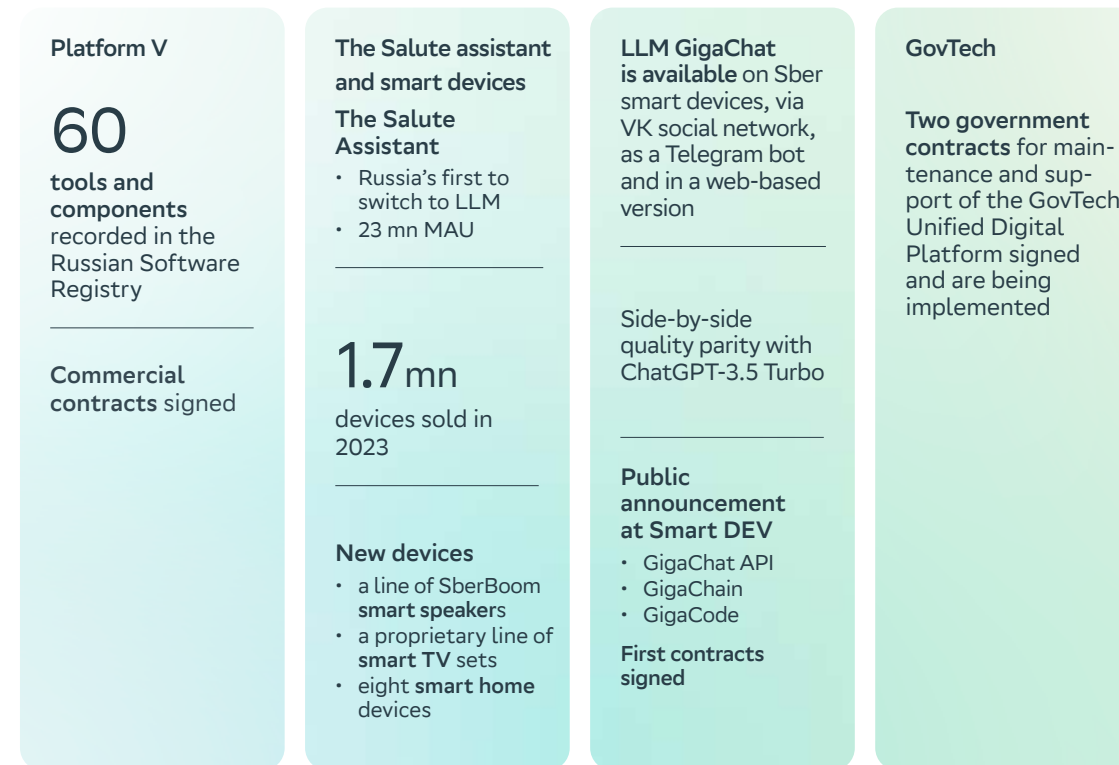 Platform V
60
tools and
components
recorded in the
Russian Software
Registry
Commercial
contracts signed
The Salute assistant
and smart devices
The Salute
Assistant
• Russia's first to
switch to LLM
• 23 mn MAU
1.7mn
devices sold in
2023
New devices
• a line of SberBoom
smart speakers
• a proprietary line of
smart TV sets
• eight smart home
devices
LLM GigaChat
is available on Sber
smart devices, via
VK social network,
as a Telegram bot
and in a web-based
version
Side-by-side
quality parity with
ChatGPT-3.5 Turbo
Public
announcement
at Smart DEV
• GigaChat API
• GigaChain
• GigaCode
First contracts
signed
GovTech
Two government
contracts for main-
tenance and sup-
port of the GovTech
Unified Digital
Platform signed
and are being
implemented